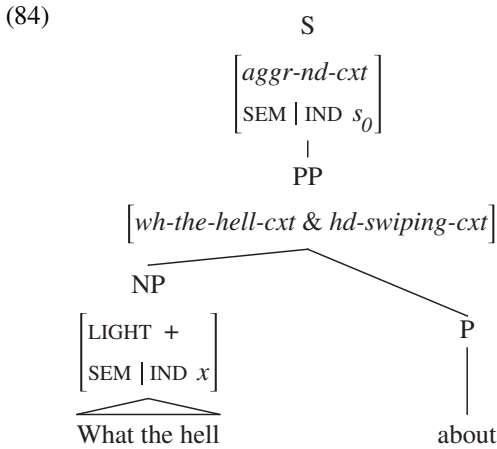 (84)
S
[aggr-nd-cxt
SEM | IND s0]
PP
[wh-the-hell-cxt & hd-swiping-cxt]
NP
[LIGHT +
SEM | IND x]
P
What the hell about